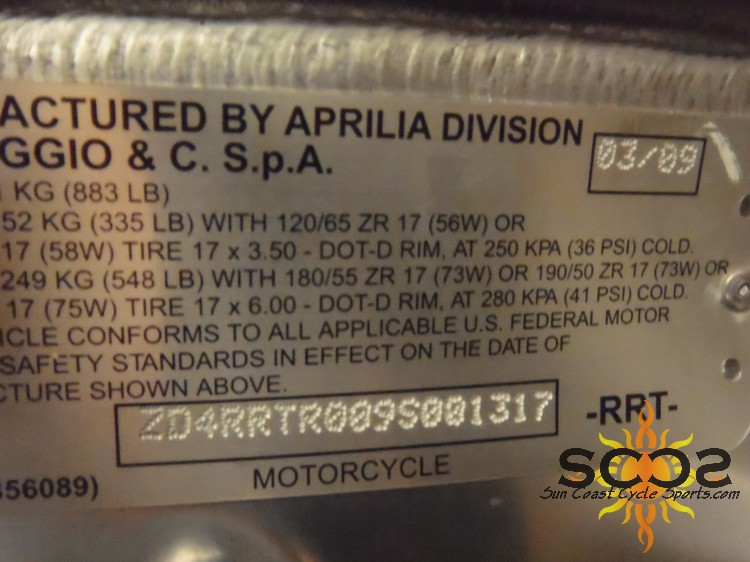 ACTURED BY APRILIA DIVISION
GGIO & C. S.p.A.
03/09
KG (883 LB)
52 KG (335 LB) WITH 120/65 ZR 17 (56W) OR
17 (58W) TIRE 17 x 3.50 - DOT-D RIM, AT 250 KPA (36 PSI) COLD.
249 KG (548 LB) WITH 180/55 ZR 17 (73W) OR 190/50 ZR 17 (73W) OR
17 (75W) TIRE 17 x 6.00 - DOT-D RIM, AT 280 KPA (41 PSI) COLD.
ICLE CONFORMS TO ALL APPLICABLE U.S. FEDERAL MOTOR
SAFETY STANDARDS IN EFFECT ON THE DATE OF
CTURE SHOWN ABOVE.
ZD4RRTR009S001317
-RRT-
56089)
MOTORCYCLE
SCCS
Sun Coast Cycle Sports.com